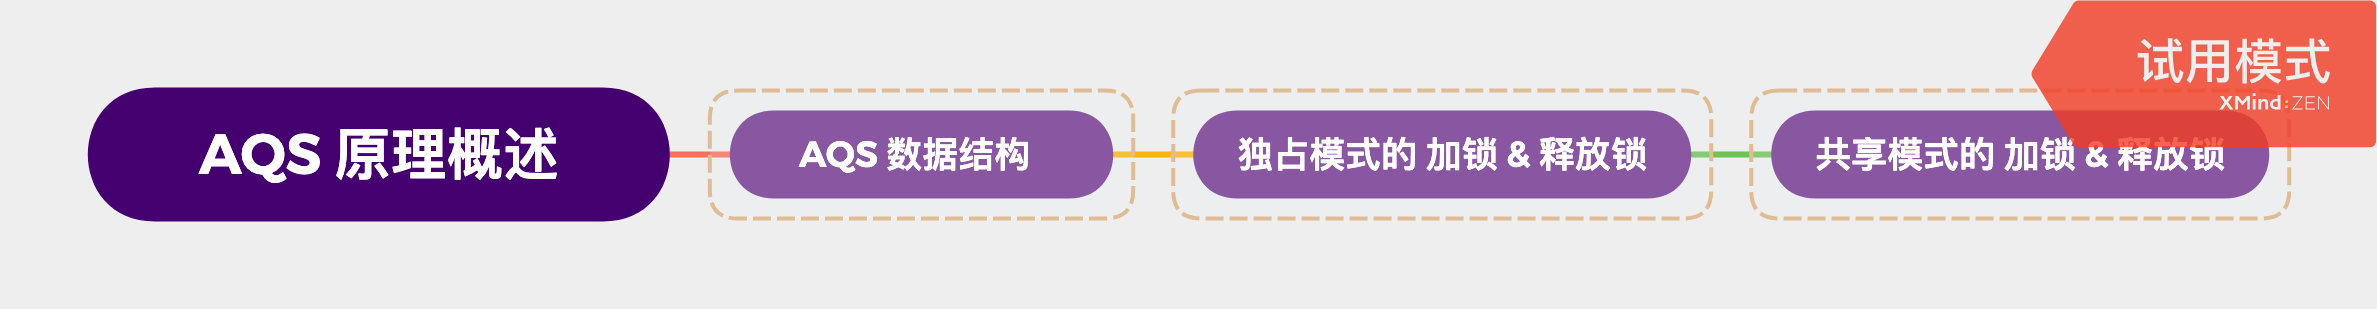 AQS 原理概述
AQS 数据结构
独占模式的 加锁 & 释放锁
共享模式的 加锁 & 释放锁
试用模式
XMind:ZEN